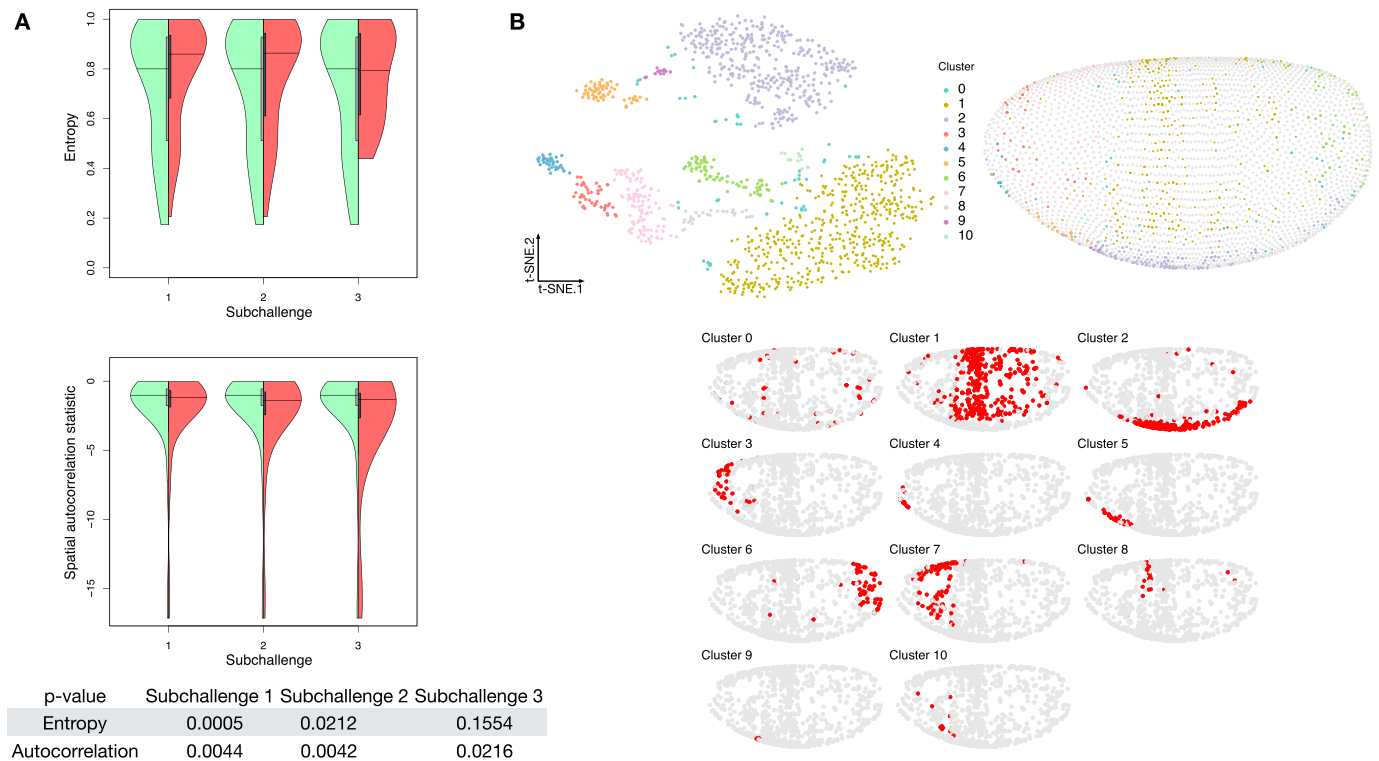 A
1.0
0.8
0.6
0.4
0.2
0.0
Entropy
1
2
3
Subchallenge
0
−5
−10
−15
Spatial autocorrelation statistic
1
2
3
Subchallenge
p-value Subchallenge 1 Subchallenge 2 Subchallenge 3
Entropy 0.0005 0.0212 0.1554
Autocorrelation 0.0044 0.0042 0.0216
B
t-SNE.2
t-SNE.1
Cluster
0
1
2
3
4
5
6
7
8
9
10
Cluster 0
Cluster 1
Cluster 2
Cluster 3
Cluster 4
Cluster 5
Cluster 6
Cluster 7
Cluster 8
Cluster 9
Cluster 10